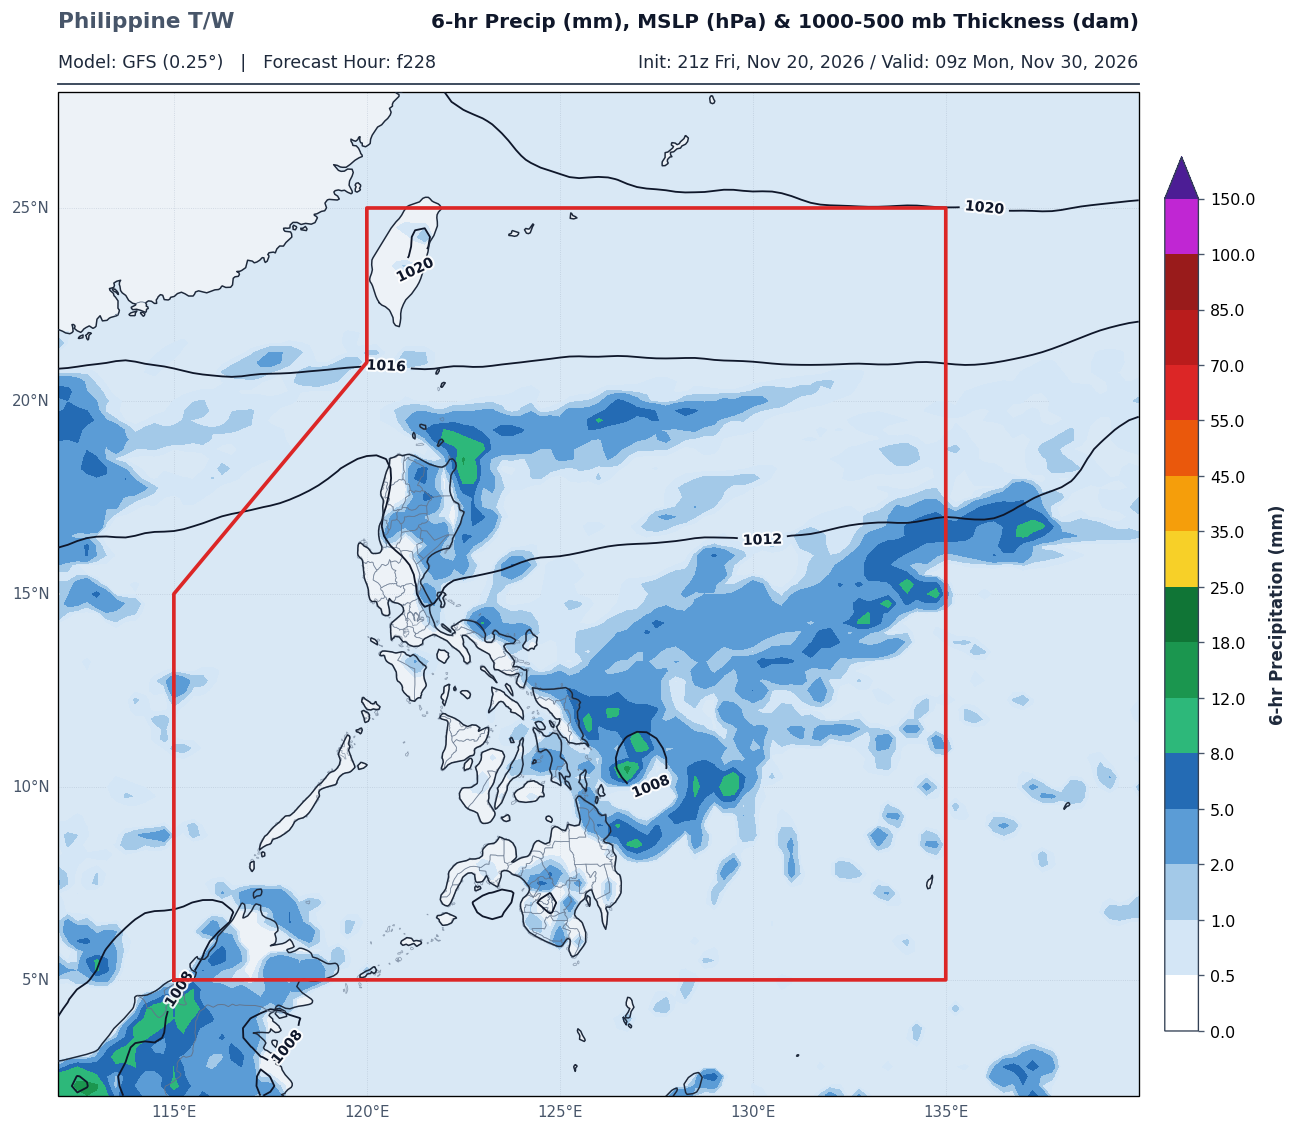 Philippine T/W
6-hr Precip (mm), MSLP (hPa) & 1000-500 mb Thickness (dam)
Model: GFS (0.25°) | Forecast Hour: f228
Init: 21z Fri, Nov 20, 2026 / Valid: 09z Mon, Nov 30, 2026
25°N
20°N
15°N
10°N
5°N
115°E
120°E
125°E
130°E
135°E
1020
1020
1016
1012
1008
1008
1008
150.0
100.0
85.0
70.0
55.0
45.0
35.0
25.0
18.0
12.0
8.0
5.0
2.0
1.0
0.5
0.0
6-hr Precipitation (mm)